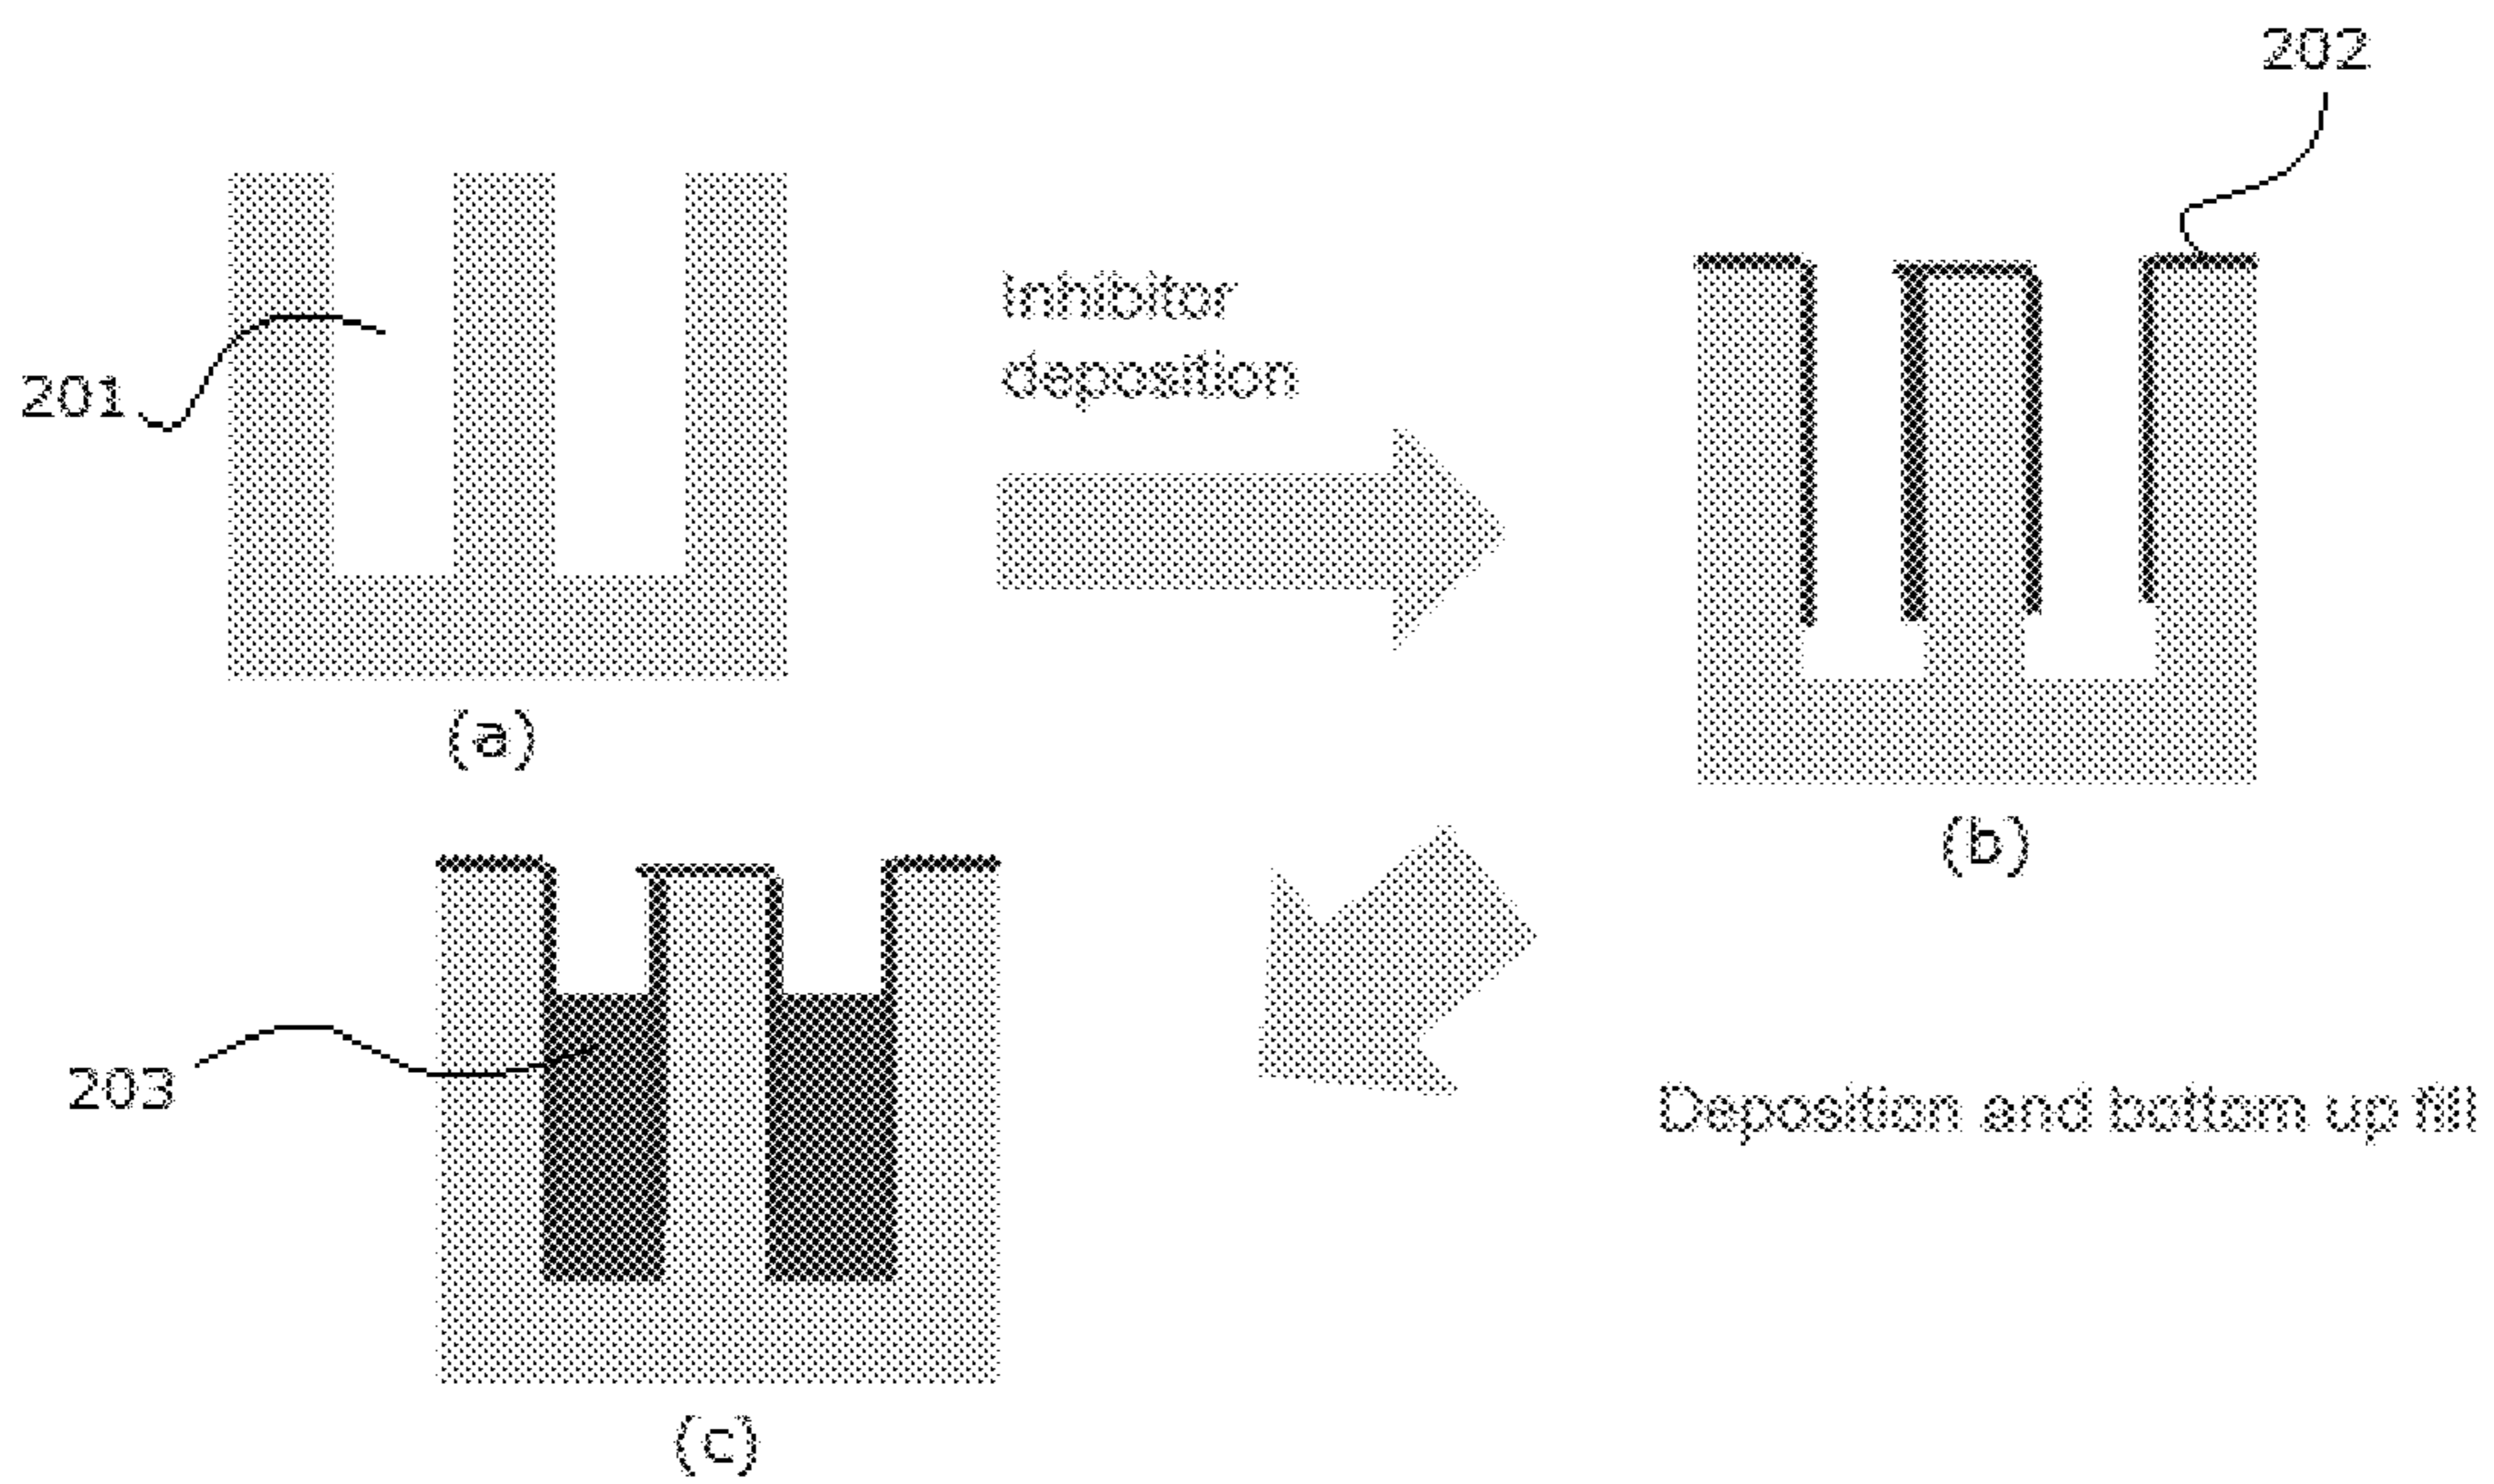 202
Inhibitor
deposition
201
(a)
(b)
203
Deposition and bottom up fill
(c)